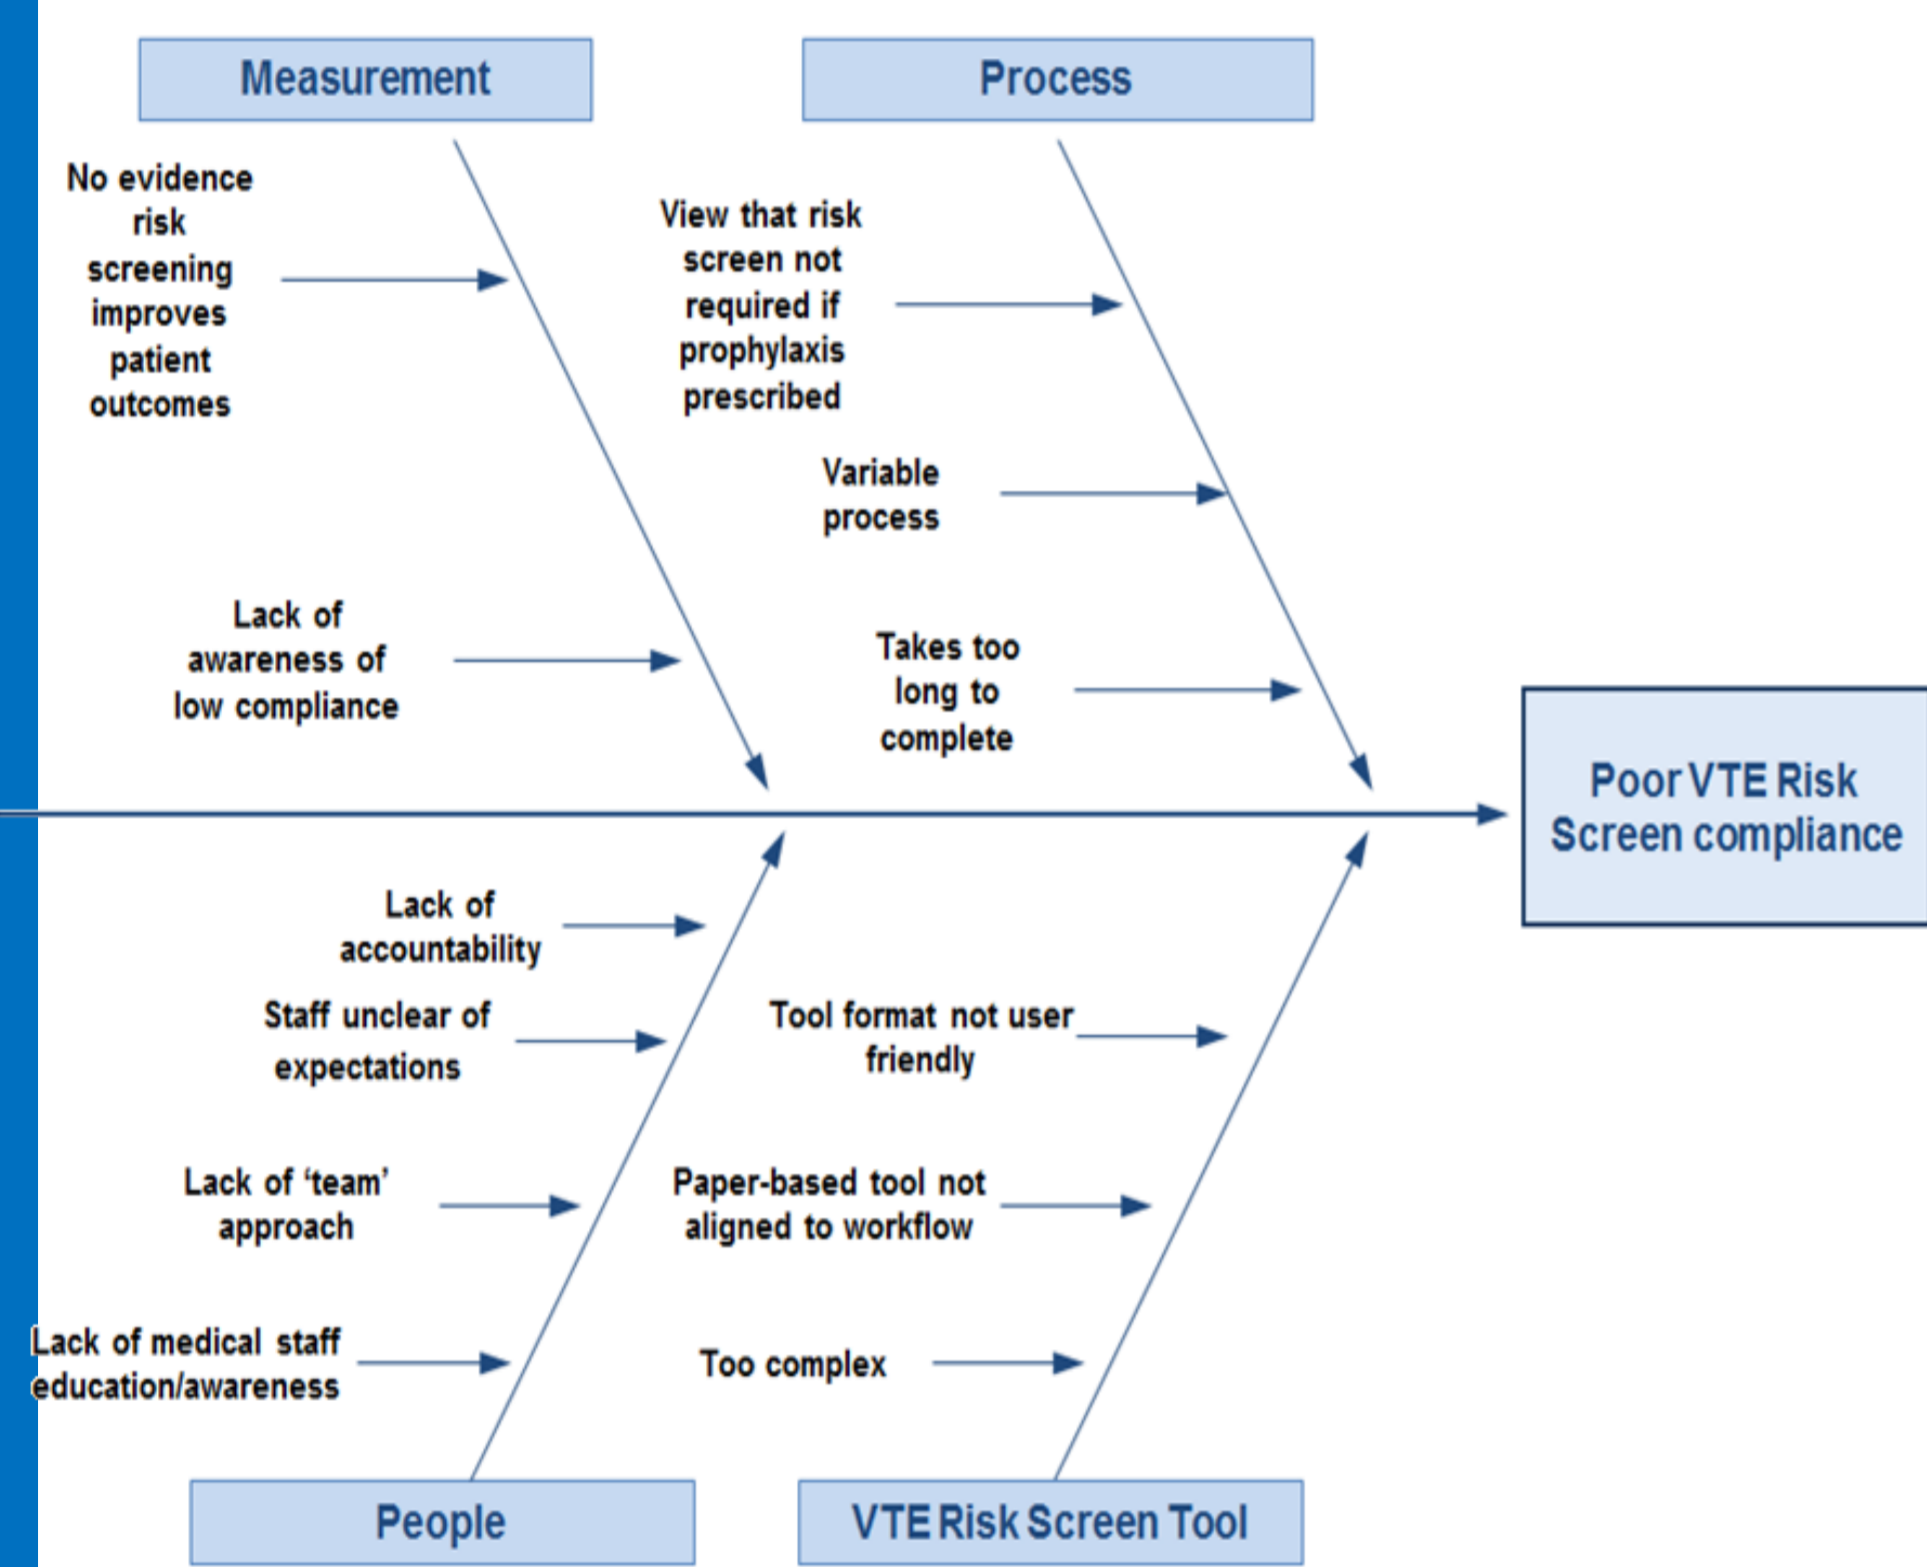 Measurement
Process
No evidence
risk
screening
improves
patient
outcomes
View that risk
screen not
required if
prophylaxis
prescribed
Variable
process
Lack of
awareness of
low compliance
Takes too
long to
complete
Poor VTE Risk
Screen compliance
Lack of
accountability
Staff unclear of
expectations
Tool format not user
friendly
Lack of ‘team’
approach
Paper-based tool not
aligned to workflow
Lack of medical staff
education/awareness
Too complex
People
VTE Risk Screen Tool